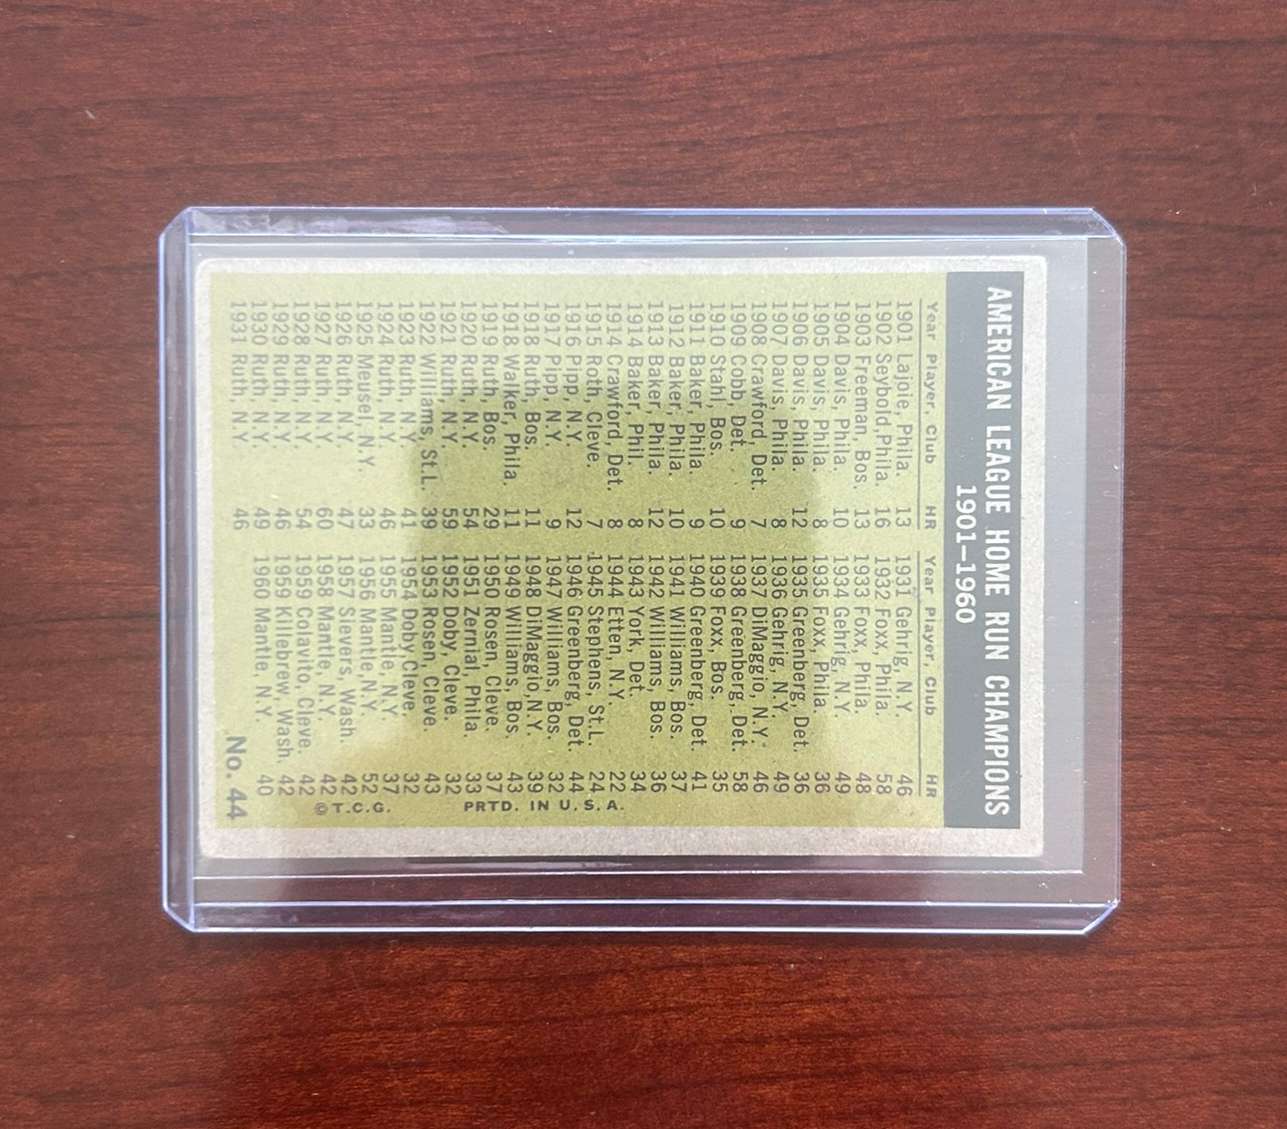 AMERICAN LEAGUE HOME RUN CHAMPIONS
1901–1960
Year Player, Club HR
1901 Lajoie, Phila. 13
1902 Seybold, Phila. 16
1903 Freeman, Bos. 13
1904 Davis, Phila. 10
1905 Davis, Phila. 8
1906 Davis, Phila. 12
1907 Davis, Phila. 8
1908 Crawford, Det. 7
1909 Cobb, Det. 9
1910 Stahl, Bos. 10
1911 Baker, Phila. 9
1912 Baker, Phila. 10
1913 Baker, Phila. 12
1914 Baker, Phil. 8
1914 Crawford, Det. 8
1915 Roth, Cleve. 7
1916 Pipp, N.Y. 12
1917 Pipp, N.Y. 9
1918 Ruth, Bos. 11
1918 Walker, Phila. 11
1919 Ruth, Bos. 29
1920 Ruth, N.Y. 54
1921 Ruth, N.Y. 59
1922 Williams, St.L. 39
1923 Ruth, N.Y. 41
1924 Ruth, N.Y. 46
1925 Meusel, N.Y. 33
1926 Ruth, N.Y. 47
1927 Ruth, N.Y. 60
1928 Ruth, N.Y. 54
1929 Ruth, N.Y. 46
1930 Ruth, N.Y. 49
1931 Ruth, N.Y. 46
Year Player, Club HR
1931 Gehrig, N.Y. 46
1932 Foxx, Phila. 58
1933 Foxx, Phila. 48
1934 Gehrig, N.Y. 49
1935 Foxx, Phila. 36
1935 Greenberg, Det. 36
1936 Gehrig, N.Y. 49
1937 DiMaggio, N.Y. 46
1938 Greenberg, Det. 58
1939 Foxx, Bos. 35
1940 Greenberg, Det. 41
1941 Williams, Bos. 37
1942 Williams, Bos. 36
1943 York, Det. 34
1944 Etten, N.Y. 22
1945 Stephens, St.L. 24
1946 Greenberg, Det. 44
1947 Williams, Bos. 32
1948 DiMaggio, N.Y. 39
1949 Williams, Bos. 43
1950 Rosen, Cleve. 37
1951 Zernial, Phila. 33
1952 Doby, Cleve. 32
1953 Rosen, Cleve. 43
1954 Doby, Cleve. 32
1955 Mantle, N.Y. 37
1956 Mantle, N.Y. 52
1957 Sievers, Wash. 42
1958 Mantle, N.Y. 42
1959 Colavito, Cleve. 42
1959 Killebrew, Wash. 42
1960 Mantle, N.Y. 40
No. 44
© T.C.G. PRTD. IN U.S.A.